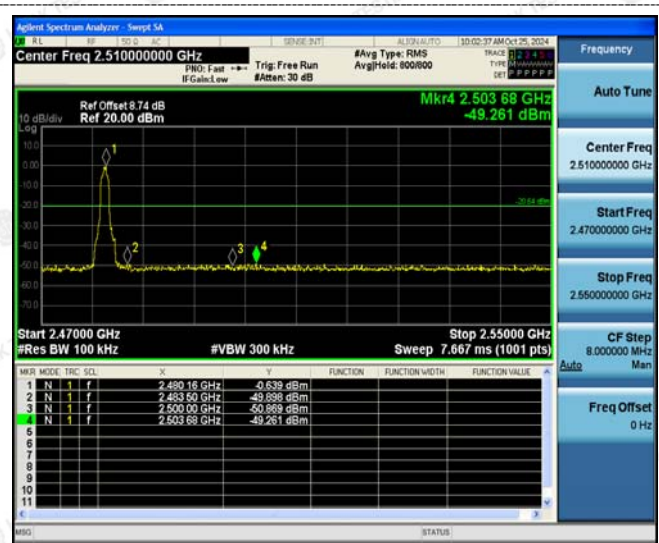 Agilent Spectrum Analyzer - Swept SA
RL RF 50 Ω AC SENSE:INT ALIGNAUTO 10:02:37 AM Oct 25, 2024
Center Freq 2.510000000 GHz
PNO: Fast Trig: Free Run
IFGain:Low #Atten: 30 dB
#Avg Type: RMS
Avg|Hold: 800/800
TRACE 1 2 3 4 5 6
TYPE
DET P P P P P P
Frequency
Mkr4 2.503 68 GHz
-49.261 dBm
Ref Offset 8.74 dB
Ref 20.00 dBm
10 dB/div
Log
10.0
0.00
-10.0
-20.0
-30.0
-40.0
-50.0
-60.0
-70.0
1
2
3
4
-20.64 dBm
Start 2.47000 GHz Stop 2.55000 GHz
#Res BW 100 kHz #VBW 300 kHz Sweep 7.667 ms (1001 pts)
MKR MODE TRC SCL X Y FUNCTION FUNCTION WIDTH FUNCTION VALUE
1 N 1 f 2.480 16 GHz -0.639 dBm
2 N 1 f 2.483 50 GHz -49.898 dBm
3 N 1 f 2.500 00 GHz -50.869 dBm
4 N 1 f 2.503 68 GHz -49.261 dBm
5
6
7
8
9
10
11
MSG STATUS
Auto Tune
Center Freq
2.510000000 GHz
Start Freq
2.470000000 GHz
Stop Freq
2.550000000 GHz
CF Step
8.000000 MHz
Auto Man
Freq Offset
0 Hz